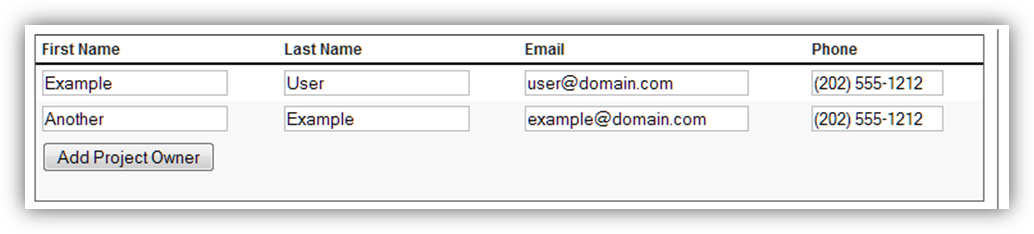 First Name Last Name Email Phone
Example User user@domain.com (202) 555-1212
Another Example example@domain.com (202) 555-1212
Add Project Owner